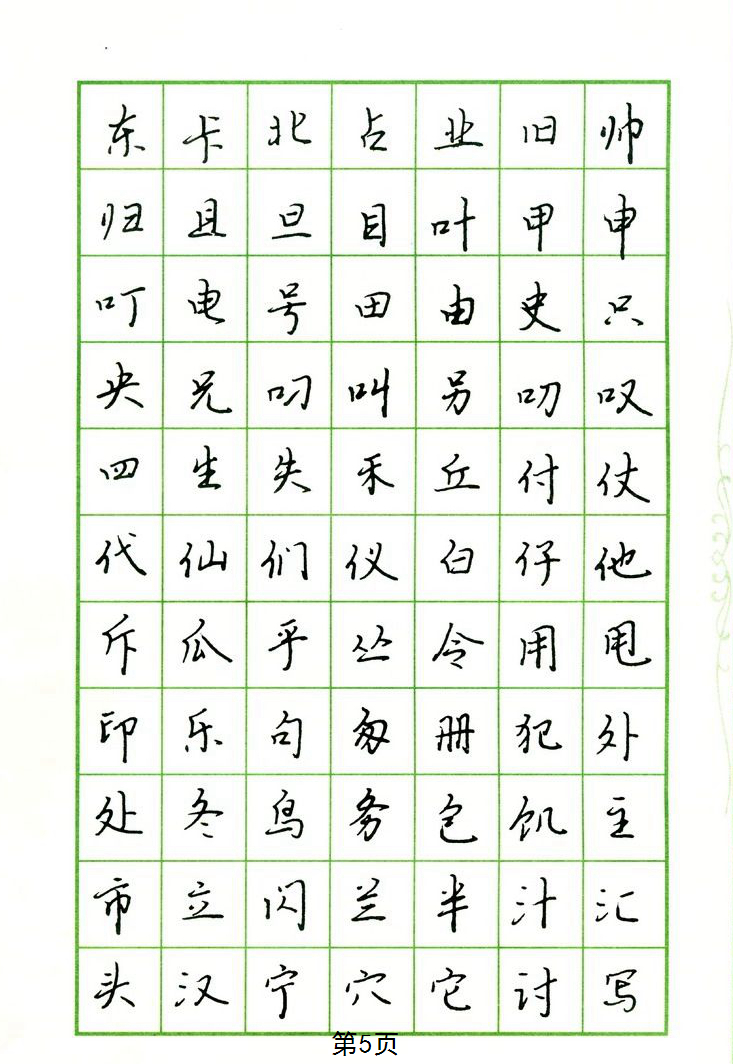 东卡北占业旧帅
归且旦目叶甲申
叮电号田由史只
央兄叼叫另叨叹
四生失禾丘付仗
代仙们仪白仔他
斥瓜乎丛令用甩
印乐句匆册犯外
处冬鸟务包饥主
市立闪兰半汁汇
头汉宁穴它讨写
第5页